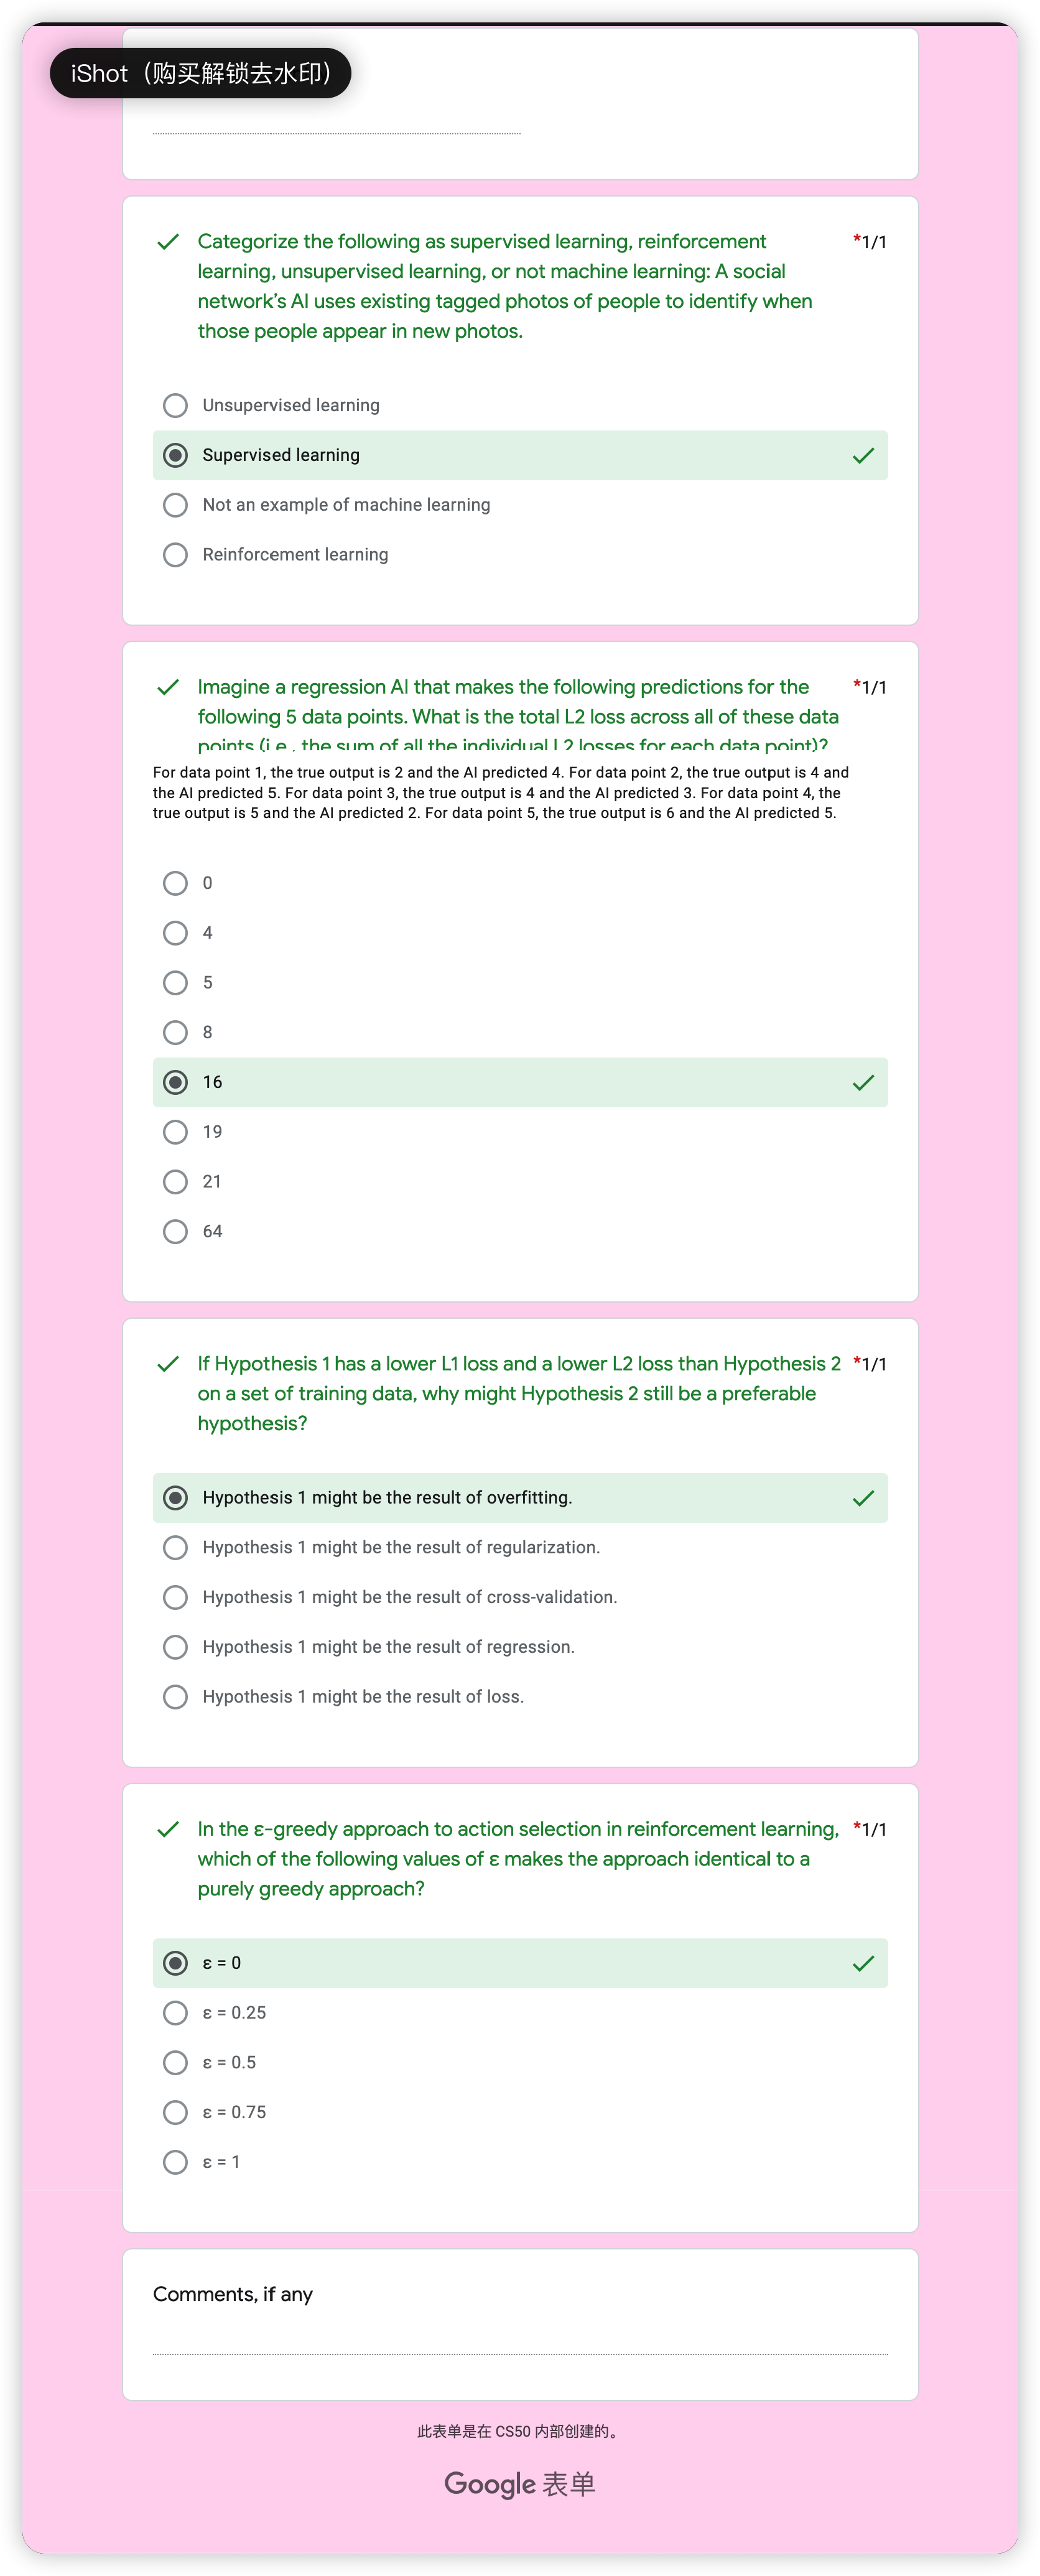 iShot（购买解锁去水印）
Categorize the following as supervised learning, reinforcement *1/1
learning, unsupervised learning, or not machine learning: A social
network’s AI uses existing tagged photos of people to identify when
those people appear in new photos.
Unsupervised learning
Supervised learning
Not an example of machine learning
Reinforcement learning
Imagine a regression AI that makes the following predictions for the *1/1
following 5 data points. What is the total L2 loss across all of these data
points (i.e., the sum of all the individual L2 losses for each data point)?
For data point 1, the true output is 2 and the AI predicted 4. For data point 2, the true output is 4 and
the AI predicted 5. For data point 3, the true output is 4 and the AI predicted 3. For data point 4, the
true output is 5 and the AI predicted 2. For data point 5, the true output is 6 and the AI predicted 5.
0
4
5
8
16
19
21
64
If Hypothesis 1 has a lower L1 loss and a lower L2 loss than Hypothesis 2 *1/1
on a set of training data, why might Hypothesis 2 still be a preferable
hypothesis?
Hypothesis 1 might be the result of overfitting.
Hypothesis 1 might be the result of regularization.
Hypothesis 1 might be the result of cross-validation.
Hypothesis 1 might be the result of regression.
Hypothesis 1 might be the result of loss.
In the ε-greedy approach to action selection in reinforcement learning, *1/1
which of the following values of ε makes the approach identical to a
purely greedy approach?
ε = 0
ε = 0.25
ε = 0.5
ε = 0.75
ε = 1
Comments, if any
此表单是在 CS50 内部创建的。
Google 表单